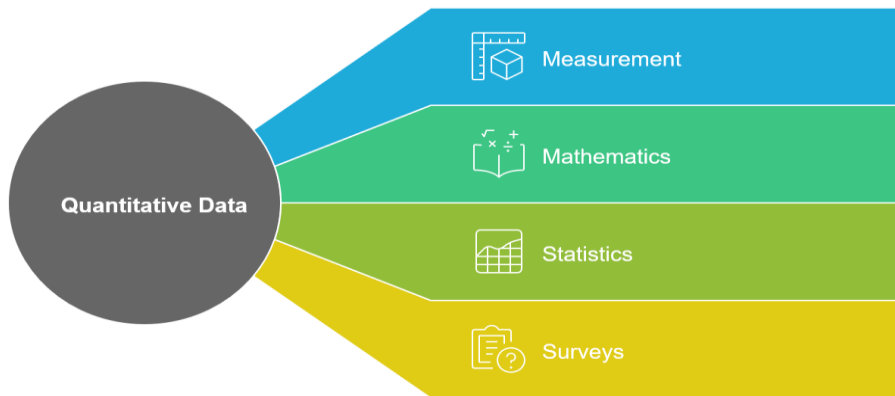 Quantitative Data
Measurement
Mathematics
Statistics
Surveys